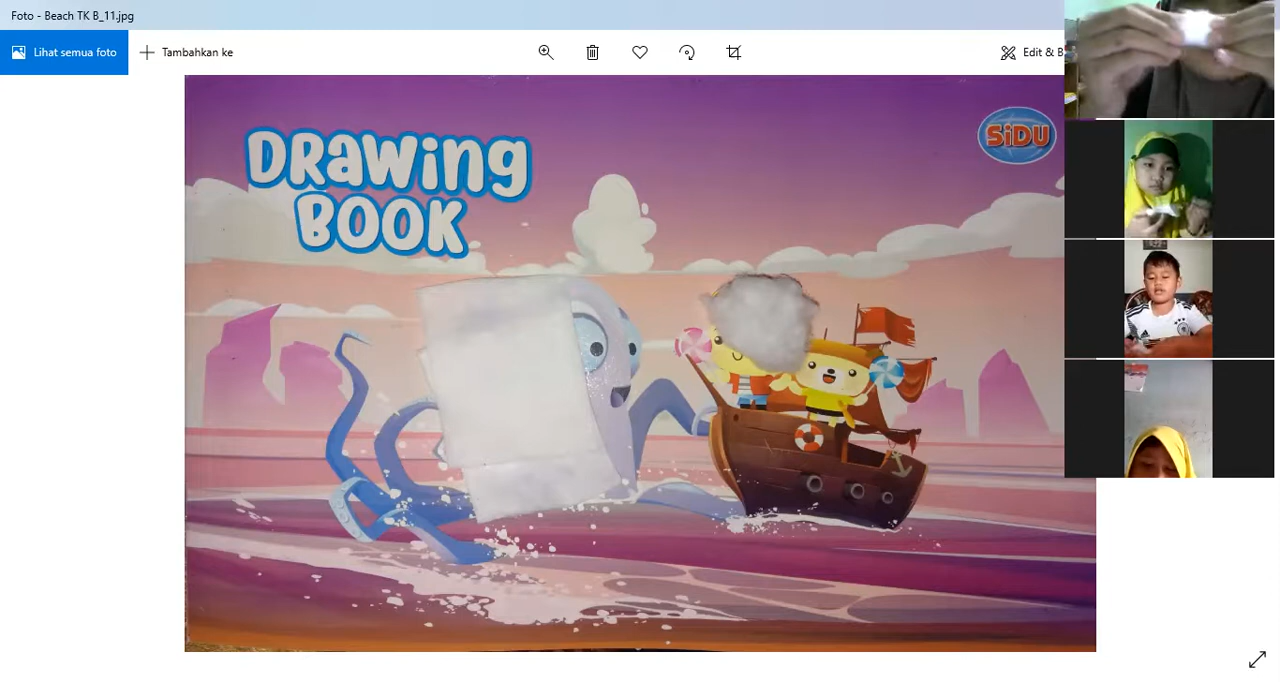 Foto - Beach TK B_11.jpg
Lihat semua foto
Tambahkan ke
Edit & B
DRAWING
BOOK
SiDU